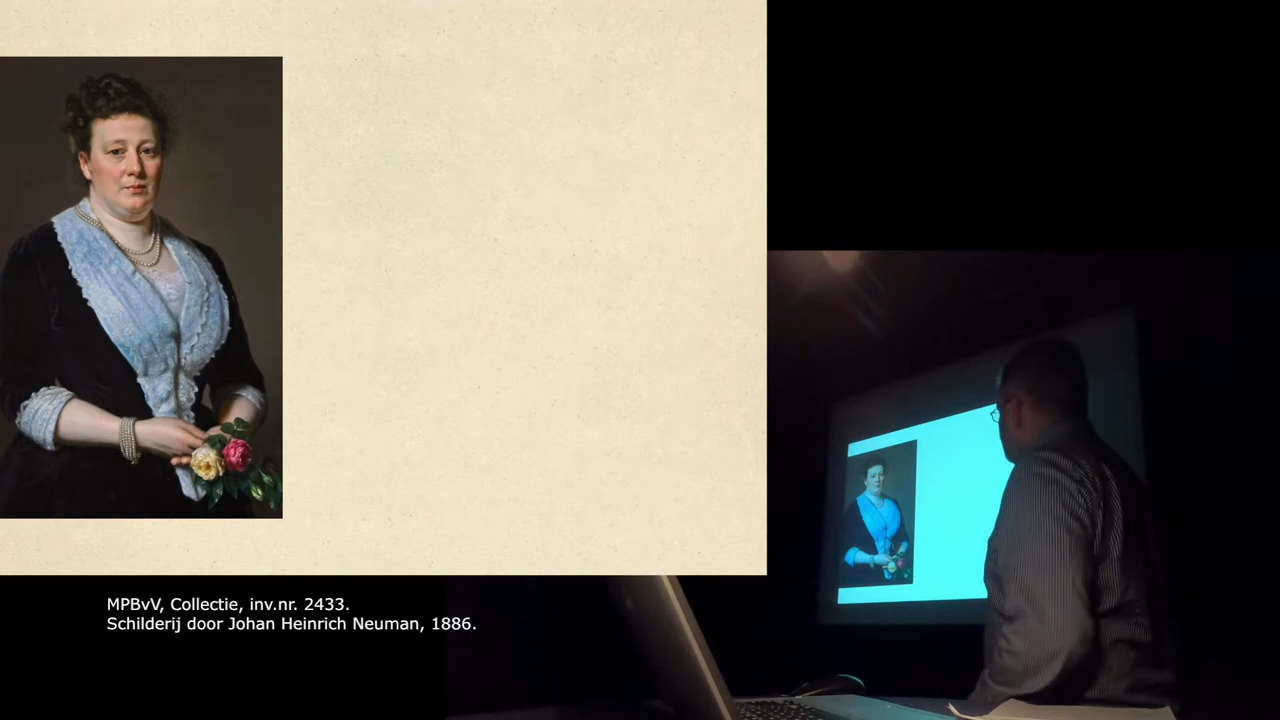 MPBvV, Collectie, inv.nr. 2433.
Schilderij door Johan Heinrich Neuman, 1886.